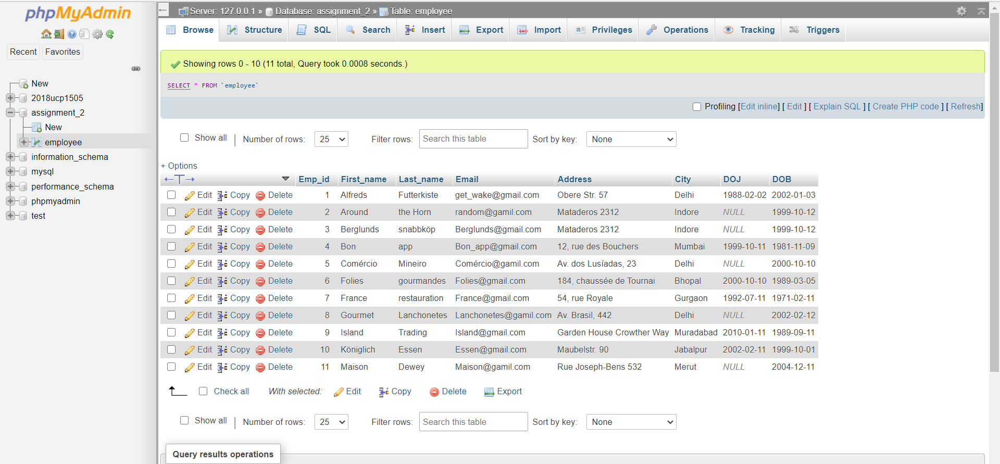 phpMyAdmin
Recent Favorites
New
2018ucp1505
assignment_2
New
employee
information_schema
mysql
performance_schema
phpmyadmin
test
Server: 127.0.0.1 » Database: assignment_2 » Table: employee
Browse Structure SQL Search Insert Export Import Privileges Operations Tracking Triggers
Showing rows 0 - 10 (11 total, Query took 0.0008 seconds.)
SELECT * FROM `employee`
Profiling [Edit inline] [ Edit ] [ Explain SQL ] [ Create PHP code ] [ Refresh]
Show all | Number of rows: 25 Filter rows: Search this table Sort by key: None
+ Options
←T→ Emp_id First_name Last_name Email Address City DOJ DOB
Edit Copy Delete 1 Alfreds Futterkiste get_wake@gmail.com Obere Str. 57 Delhi 1988-02-02 2002-01-03
Edit Copy Delete 2 Around the Horn random@gamil.com Mataderos 2312 Indore NULL 1999-10-12
Edit Copy Delete 3 Berglunds snabbköp Berglunds@gmail.com Mataderos 2312 Indore NULL 1999-10-12
Edit Copy Delete 4 Bon app Bon_app@gmail.com 12, rue des Bouchers Mumbai 1999-10-11 1981-11-09
Edit Copy Delete 5 Comércio Mineiro Comércio@gamil.com Av. dos Lusíadas, 23 Delhi NULL 2000-10-10
Edit Copy Delete 6 Folies gourmandes Folies@gmail.com 184, chaussée de Tournai Bhopal 2000-10-10 1989-03-05
Edit Copy Delete 7 France restauration France@gmail.com 54, rue Royale Gurgaon 1992-07-11 1971-02-11
Edit Copy Delete 8 Gourmet Lanchonetes Lanchonetes@gamil.com Av. Brasil, 442 Delhi NULL 2002-02-12
Edit Copy Delete 9 Island Trading Island@gmail.com Garden House Crowther Way Muradabad 2010-01-11 1989-09-11
Edit Copy Delete 10 Königlich Essen Essen@gmail.com Maubelstr. 90 Jabalpur 2002-02-11 1999-10-01
Edit Copy Delete 11 Maison Dewey Maison@gamil.com Rue Joseph-Bens 532 Merut NULL 2004-12-11
Check all With selected: Edit Copy Delete Export
Show all | Number of rows: 25 Filter rows: Search this table Sort by key: None
Query results operations